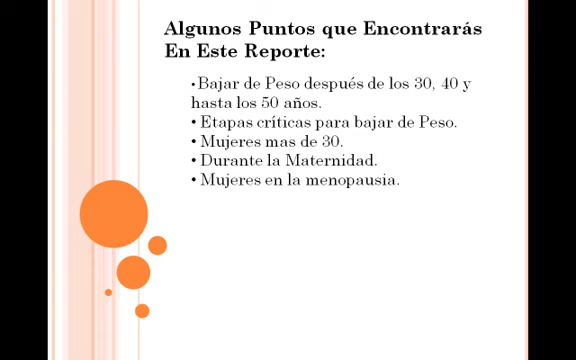 Algunos Puntos que Encontrarás
En Este Reporte:
•Bajar de Peso después de los 30, 40 y
hasta los 50 años.
• Etapas críticas para bajar de Peso.
• Mujeres mas de 30.
• Durante la Maternidad.
• Mujeres en la menopausia.